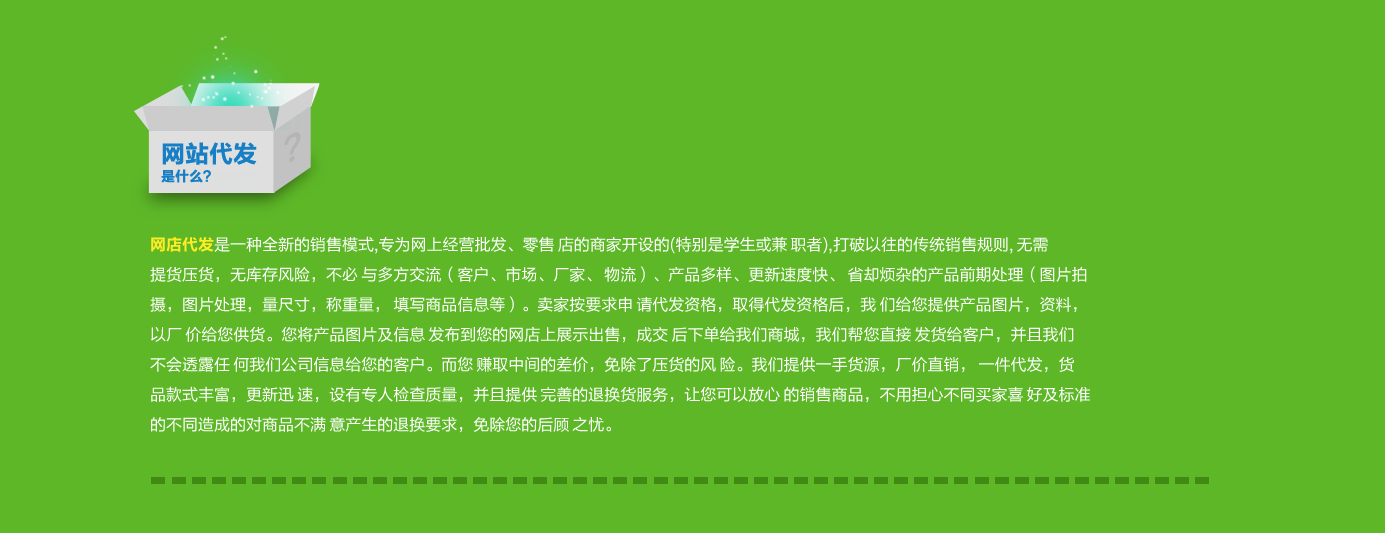 网站代发
是什么?
?
网店代发是一种全新的销售模式,专为网上经营批发、零售 店的商家开设的(特别是学生或兼 职者),打破以往的传统销售规则, 无需
提货压货，无库存风险，不必 与多方交流（客户、市场、厂家、 物流）、产品多样、更新速度快、 省却烦杂的产品前期处理（图片拍
摄，图片处理，量尺寸，称重量， 填写商品信息等）。卖家按要求申 请代发资格，取得代发资格后，我 们给您提供产品图片，资料，
以厂 价给您供货。您将产品图片及信息 发布到您的网店上展示出售，成交 后下单给我们商城，我们帮您直接 发货给客户，并且我们
不会透露任 何我们公司信息给您的客户。而您 赚取中间的差价，免除了压货的风 险。我们提供一手货源，厂价直销， 一件代发，货
品款式丰富，更新迅 速，设有专人检查质量，并且提供 完善的退换货服务，让您可以放心 的销售商品，不用担心不同买家喜 好及标准
的不同造成的对商品不满 意产生的退换要求，免除您的后顾 之忧。